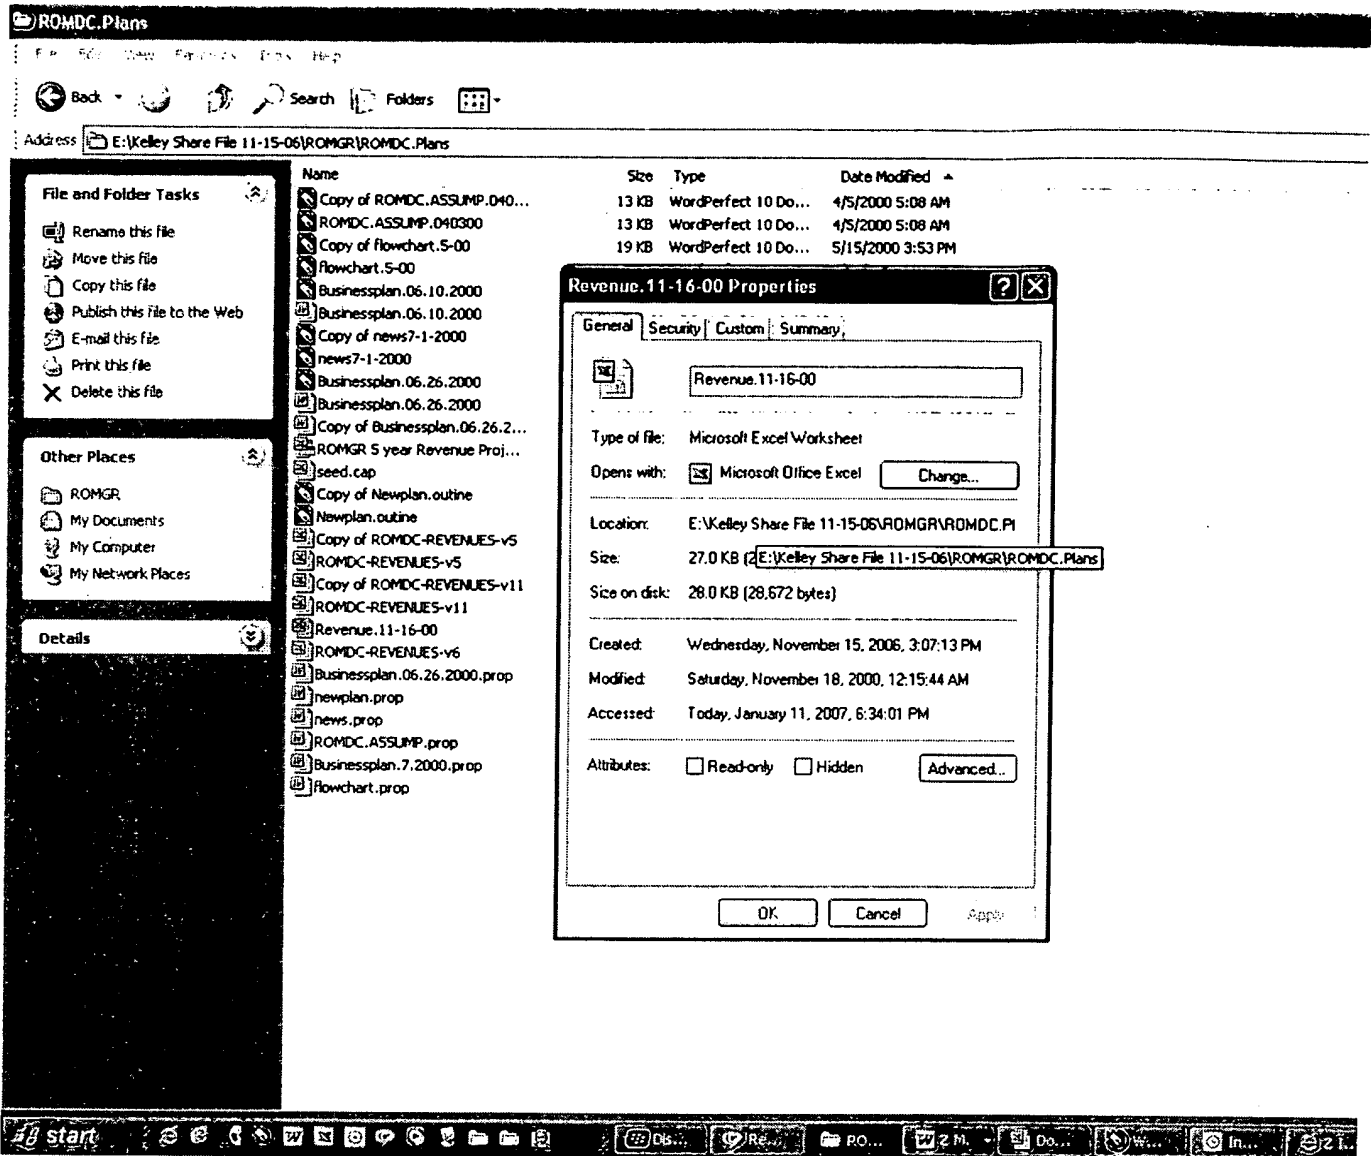 ROMDC.Plans
File Edit View Favorites Tools Help
Back Search Folders
Address E:\Kelley Share File 11-15-06\ROMGR\ROMDC.Plans
File and Folder Tasks
Rename this file
Move this file
Copy this file
Publish this file to the Web
E-mail this file
Print this file
Delete this file
Other Places
ROMGR
My Documents
My Computer
My Network Places
Details
Name Size Type Date Modified
Copy of ROMDC.ASSUMP.040... 13 KB WordPerfect 10 Do... 4/5/2000 5:08 AM
ROMDC.ASSUMP.040300 13 KB WordPerfect 10 Do... 4/5/2000 5:08 AM
Copy of flowchart.5-00 19 KB WordPerfect 10 Do... 5/15/2000 3:53 PM
flowchart.5-00
Businessplan.06.10.2000
Businessplan.06.10.2000
Copy of news7-1-2000
news7-1-2000
Businessplan.06.26.2000
Businessplan.06.26.2000
Copy of Businessplan.06.26.2...
ROMGR 5 year Revenue Proj...
seed.cap
Copy of Newplan.outine
Newplan.outine
Copy of ROMDC-REVENUES-v5
ROMDC-REVENUES-v5
Copy of ROMDC-REVENUES-v11
ROMDC-REVENUES-v11
Revenue.11-16-00
ROMDC-REVENUES-v6
Businessplan.06.26.2000.prop
newplan.prop
news.prop
ROMDC.ASSUMP.prop
Businessplan.7.2000.prop
flowchart.prop
Revenue.11-16-00 Properties
General Security Custom Summary
Revenue.11-16-00
Type of file: Microsoft Excel Worksheet
Opens with: Microsoft Office Excel Change...
Location: E:\Kelley Share File 11-15-06\ROMGR\ROMDC.Pl
Size: 27.0 KB (2 E:\Kelley Share File 11-15-06\ROMGR\ROMDC.Plans
Size on disk: 28.0 KB (28,672 bytes)
Created: Wednesday, November 15, 2006, 3:07:13 PM
Modified: Saturday, November 18, 2000, 12:15:44 AM
Accessed: Today, January 11, 2007, 6:34:01 PM
Attributes: Read-only Hidden Advanced...
OK Cancel Apply
start Dis... Re... RO... 2 M. Do... W... In...